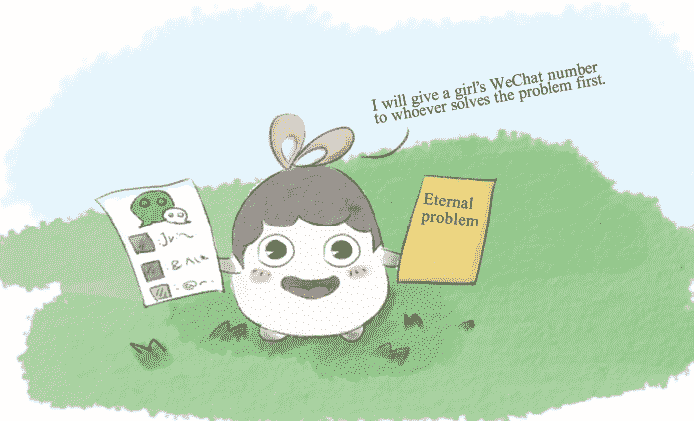 I will give a girl's WeChat number
to whoever solves the problem first.
Eternal
problem